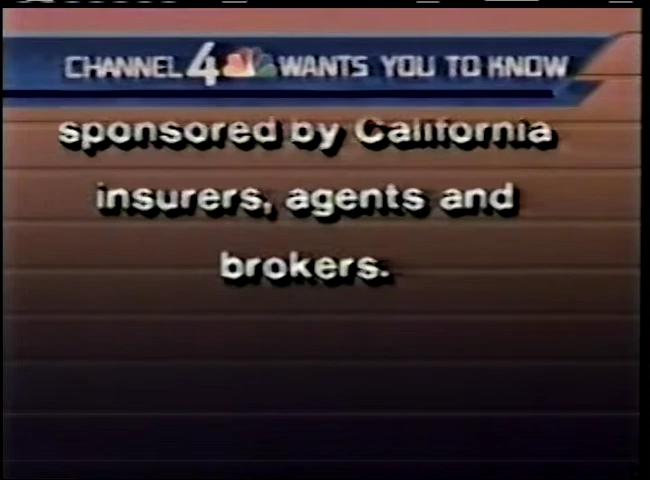 CHANNEL 4 WANTS YOU TO KNOW
sponsored by California
insurers, agents and
brokers.